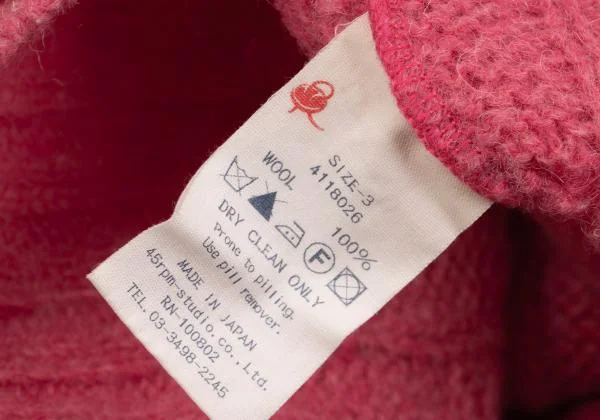 SIZE-3
4118026
WOOL 100%
F
DRY CLEAN ONLY
prone to pilling.
Use pill remover.
MADE IN JAPAN
45rpm-studio.co.,Ltd.
RN-100802
TEL.03-3498-2245